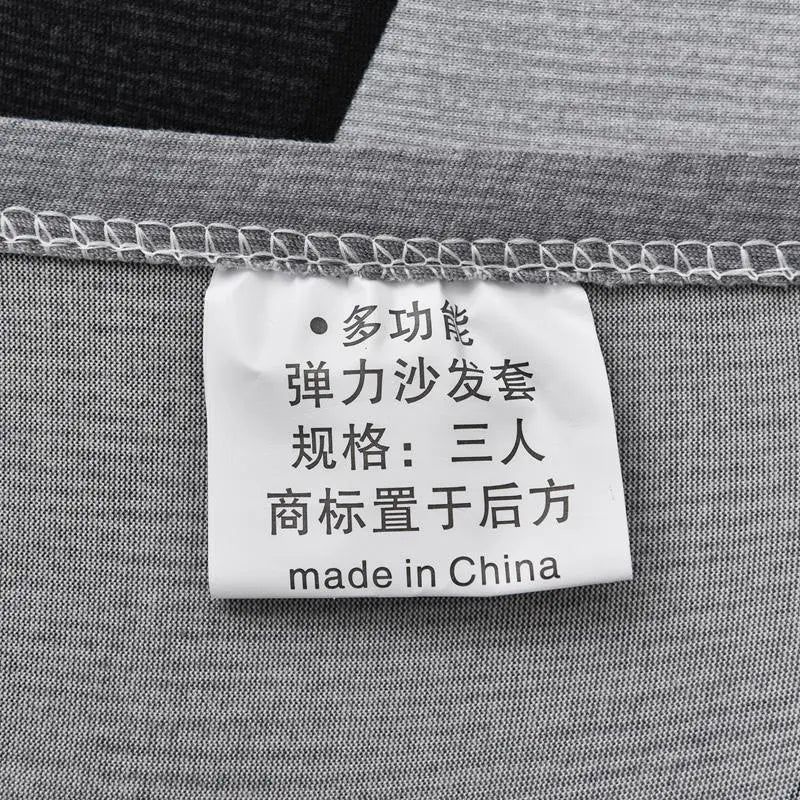 ● 多功能
弹力沙发套
规格：三人
商标置于后方
made in China